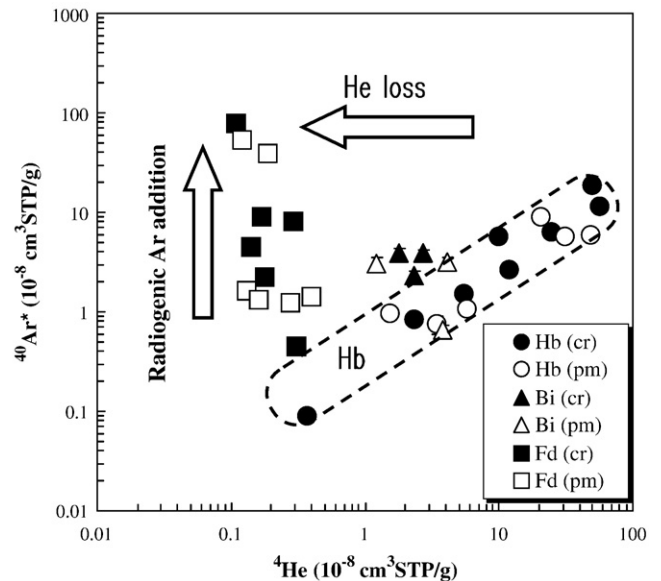 1000
100
10
1
0.1
0.01
⁴⁰Ar* (10⁻⁸ cm³STP/g)
He loss
Radiogenic Ar addition
Hb
Hb (cr)
Hb (pm)
Bi (cr)
Bi (pm)
Fd (cr)
Fd (pm)
0.01 0.1 1 10 100
⁴He (10⁻⁸ cm³STP/g)